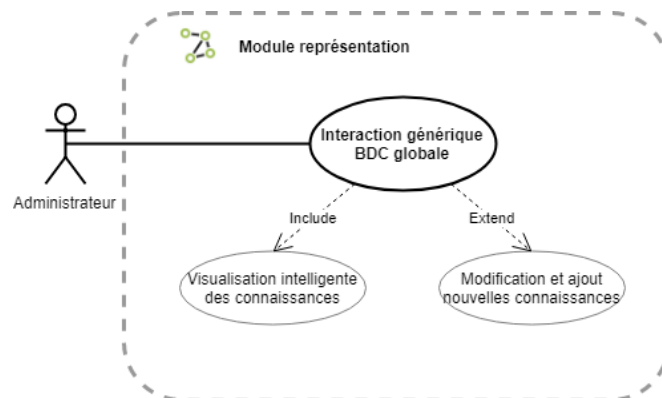 Module représentation
Interaction générique
BDC globale
Administrateur
Include
Extend
Visualisation intelligente
des connaissances
Modification et ajout
nouvelles connaissances